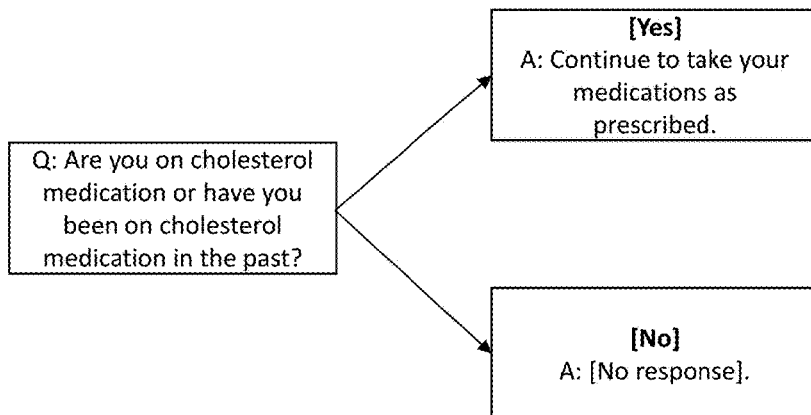 [Yes]
A: Continue to take your
medications as
prescribed.
Q: Are you on cholesterol
medication or have you
been on cholesterol
medication in the past?
[No]
A: [No response].